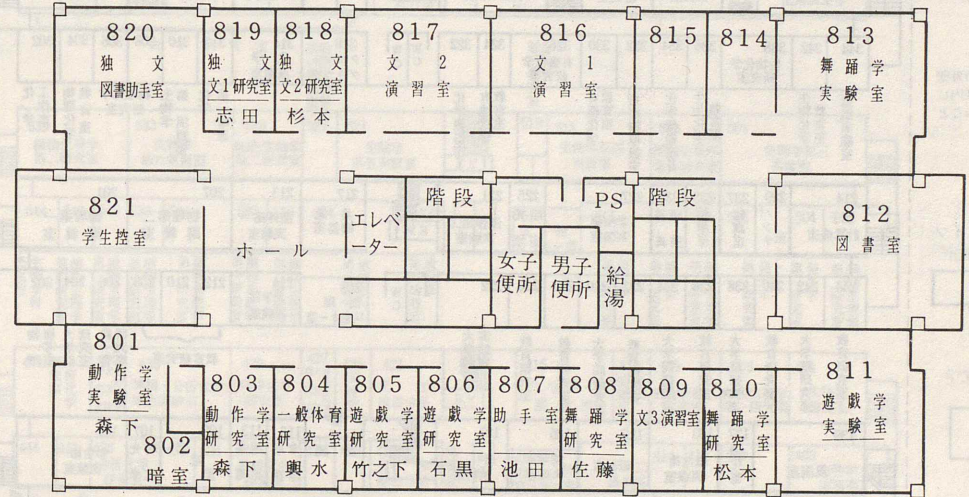 820
独文
図書助手室
819
独文
文1研究室
志田
818
独文
文2研究室
杉本
817
文2
演習室
816
文1
演習室
815
814
813
舞踊学
実験室
821
学生控室
ホール
エレベ
ーター
階段
女子
便所
男子
便所
PS
給湯
階段
812
図書室
801
動作学
実験室
森下
802
暗室
803
動作学
研究室
森下
804
一般体育
研究室
輿水
805
遊戯学
研究室
竹之下
806
遊戯学
研究室
石黒
807
助手室
池田
808
舞踊学
研究室
佐藤
809
文3演習室
810
舞踊学
研究室
松本
811
遊戯学
実験室